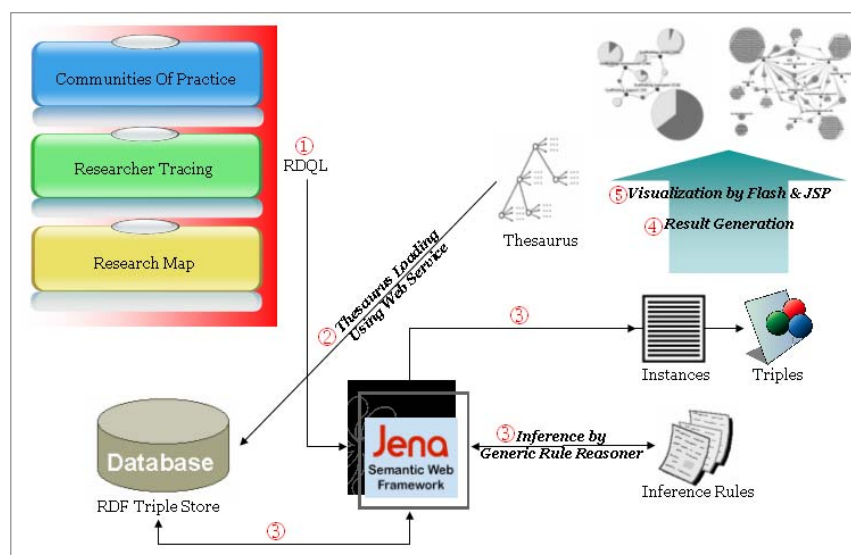 Communities Of Practice
Researcher Tracing
Research Map
①
RDQL
Thesaurus
⑤ Visualization by Flash & JSP
④ Result Generation
② Thesaurus Loading
Using Web Service
③
Instances
Triples
Database
RDF Triple Store
Jena
Semantic Web
Framework
③ Inference by
Generic Rule Reasoner
Inference Rules
③